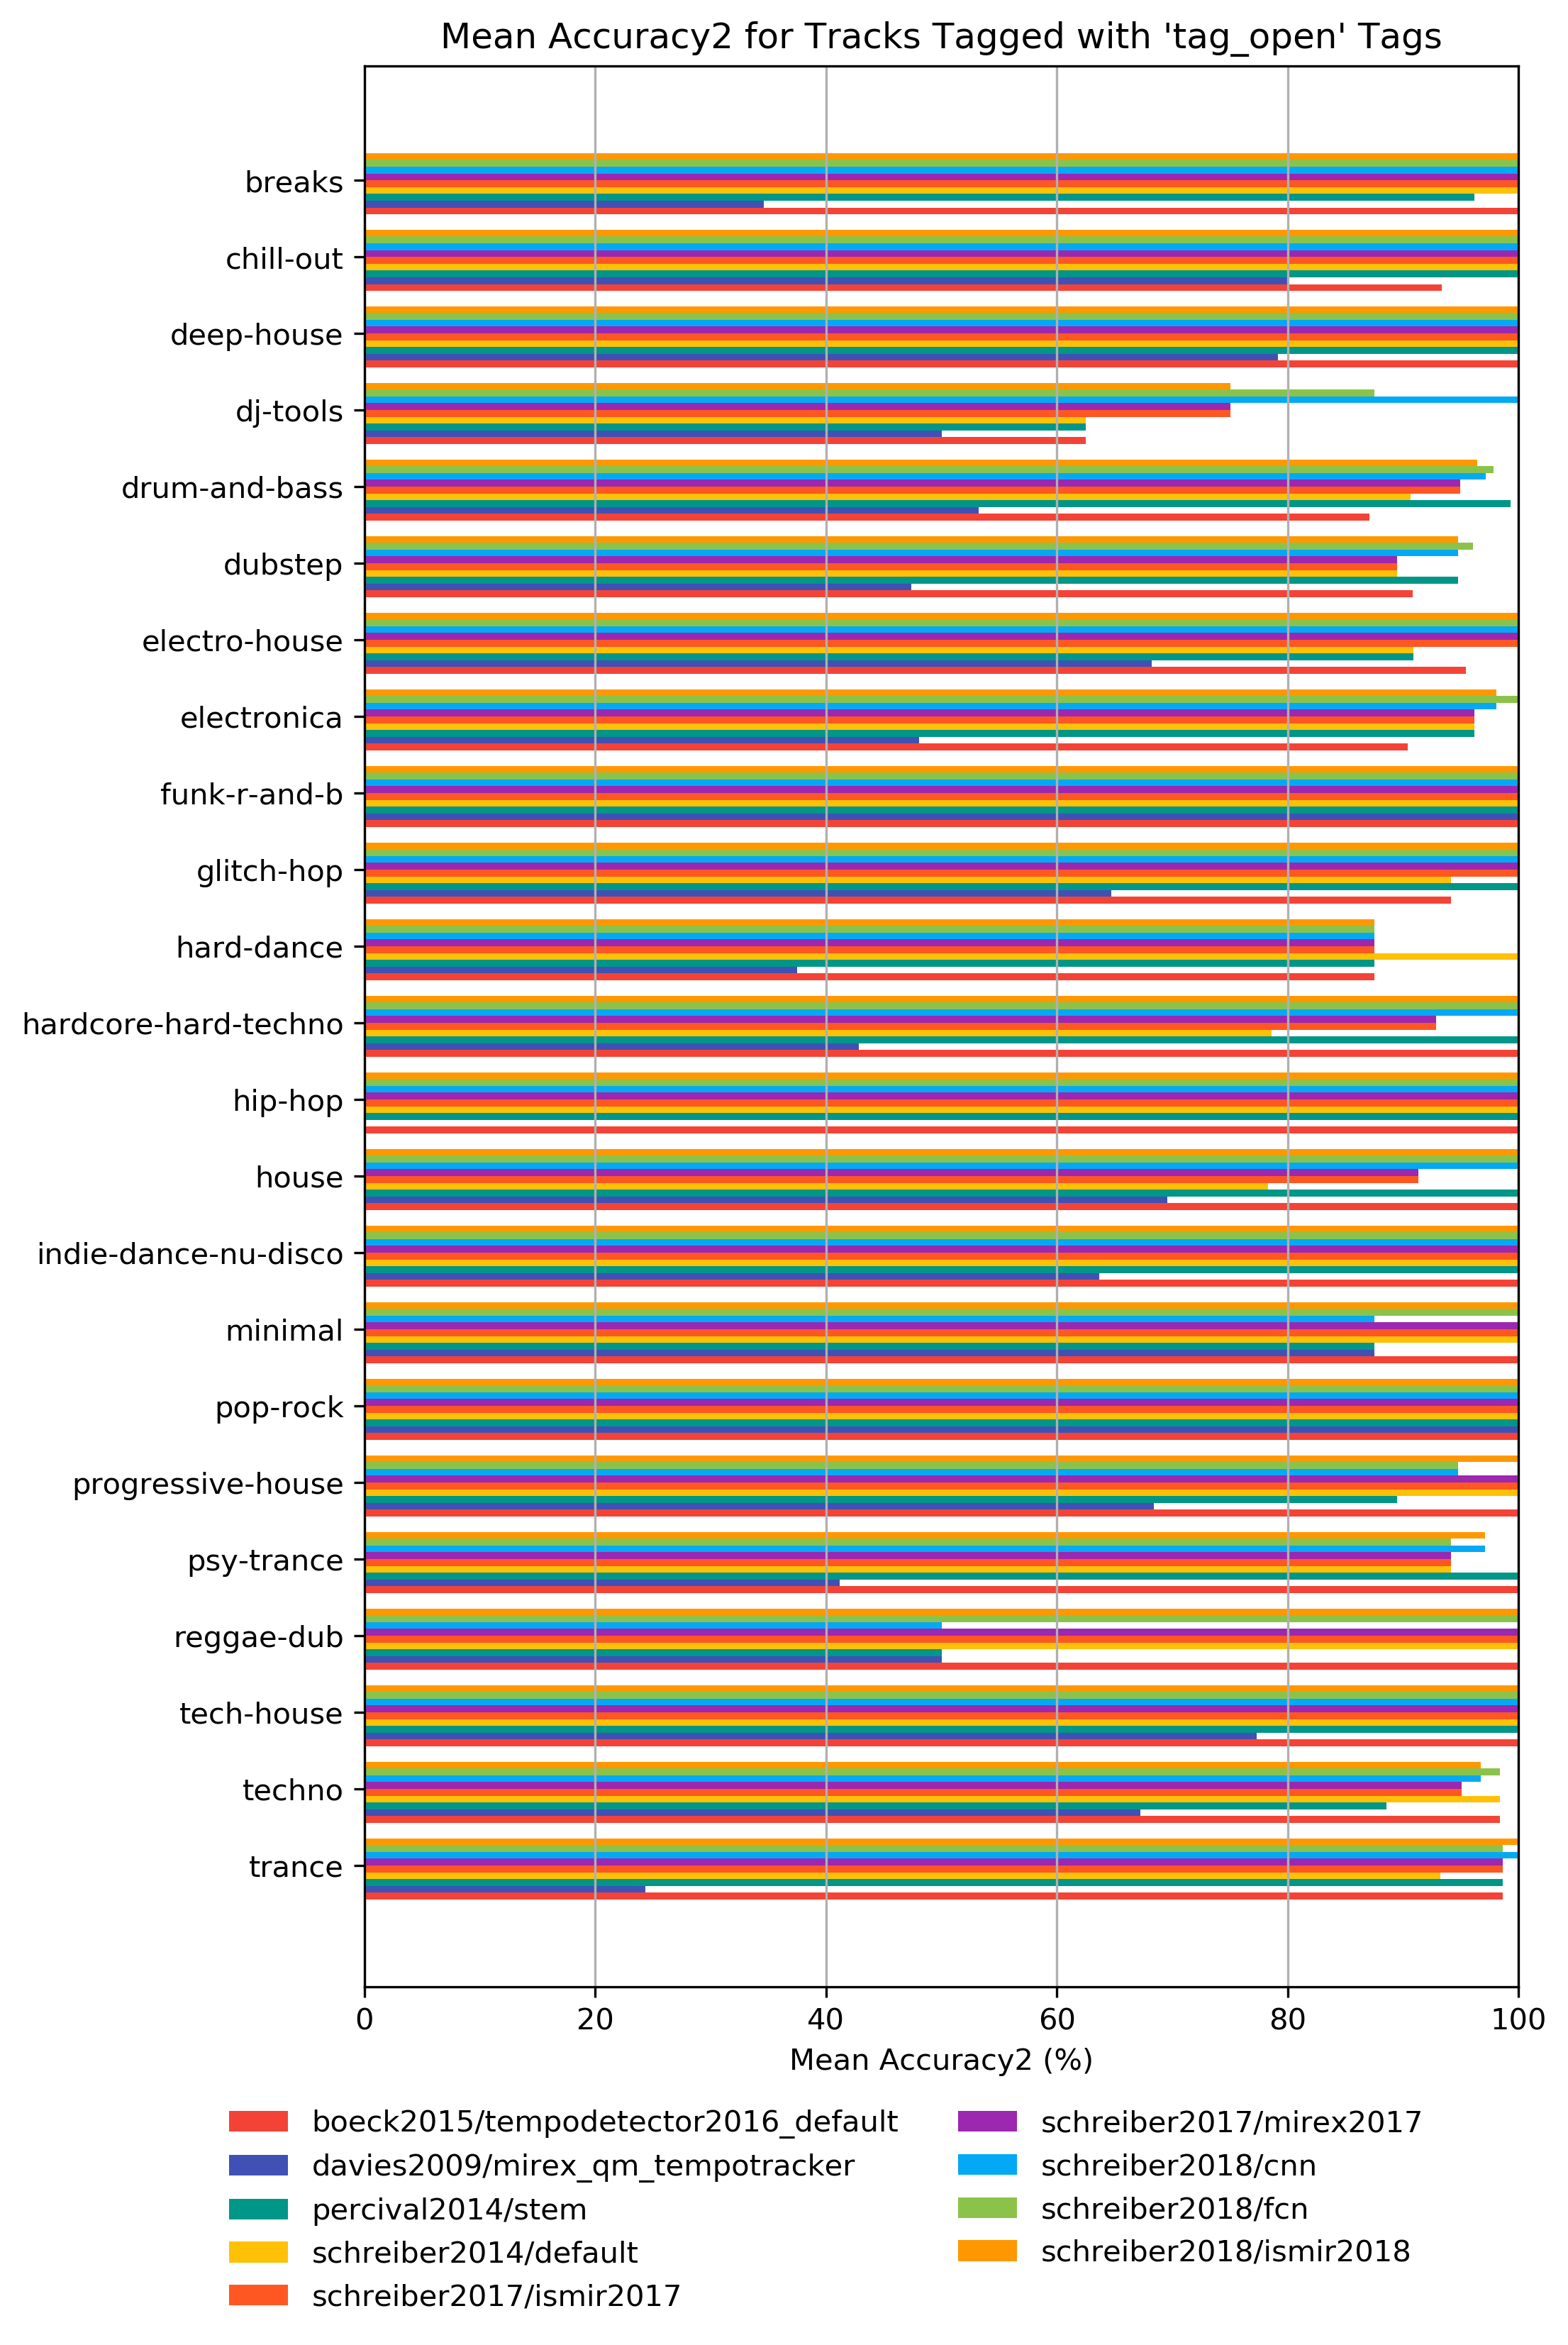 Mean Accuracy2 for Tracks Tagged with 'tag_open' Tags
breaks
chill-out
deep-house
dj-tools
drum-and-bass
dubstep
electro-house
electronica
funk-r-and-b
glitch-hop
hard-dance
hardcore-hard-techno
hip-hop
house
indie-dance-nu-disco
minimal
pop-rock
progressive-house
psy-trance
reggae-dub
tech-house
techno
trance
0 20 40 60 80 100
Mean Accuracy2 (%)
boeck2015/tempodetector2016_default
davies2009/mirex_qm_tempotracker
percival2014/stem
schreiber2014/default
schreiber2017/ismir2017
schreiber2017/mirex2017
schreiber2018/cnn
schreiber2018/fcn
schreiber2018/ismir2018